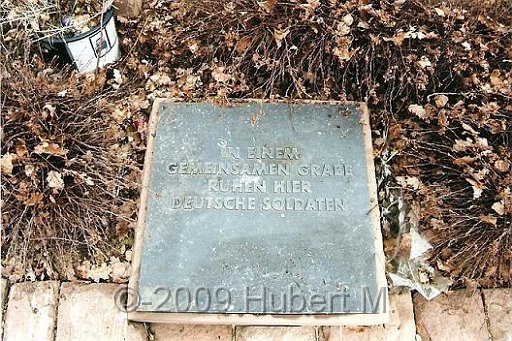 IN EINEM
GEMEINSAMEN GRABE
RUHEN HIER
DEUTSCHE SOLDATEN
©-2009 Hubert M.